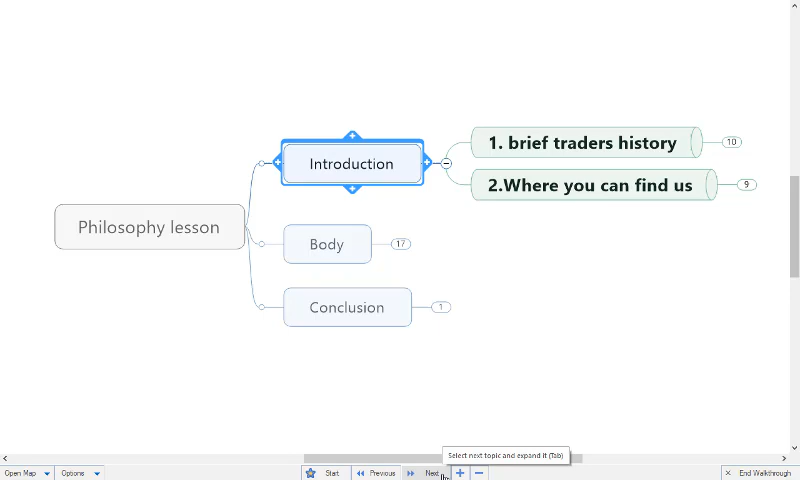 1. brief traders history
10
Introduction
2.Where you can find us
9
Philosophy lesson
Body
17
Conclusion
1
Select next topic and expand it (Tab)
Open Map
Options
Start
Previous
Next
End Walkthrough